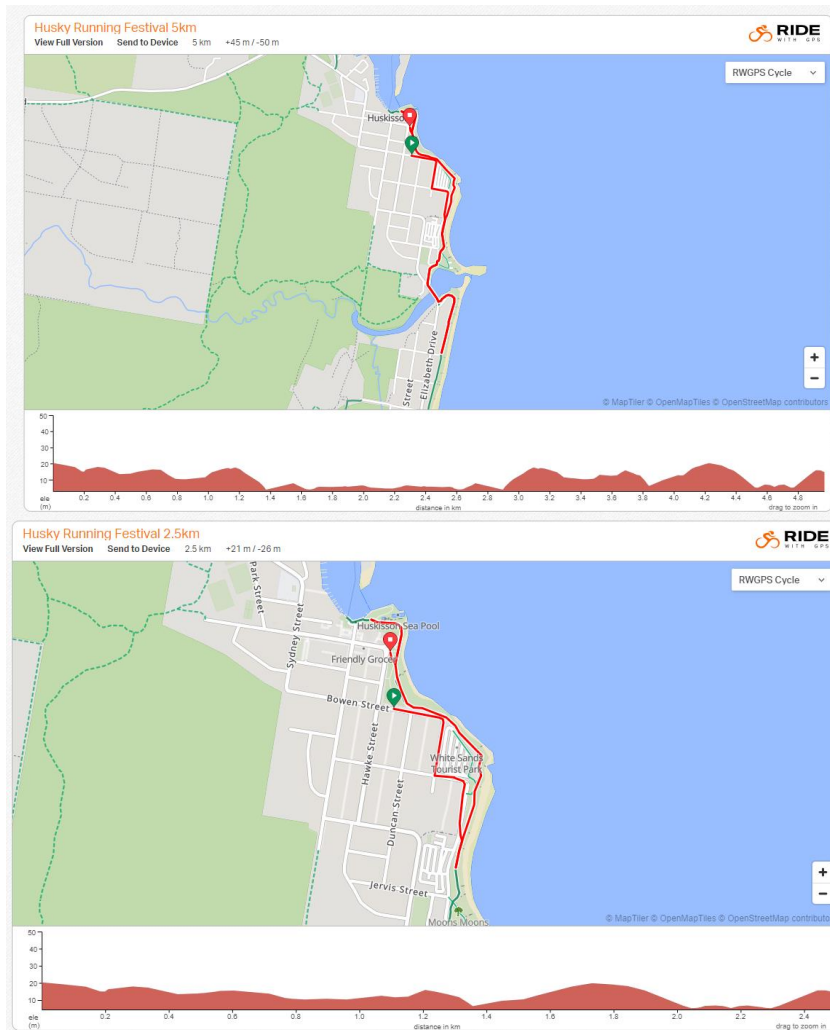 Husky Running Festival 5km
View Full Version Send to Device 5 km +45 m / -50 m
RIDE
WITH GPS
RWGPS Cycle
Huskisso
Elizabeth Drive
Street
+
−
© MapTiler © OpenMapTiles © OpenStreetMap contributors
50
40
30
20
10
ele
(m)
0.2 0.4 0.6 0.8 1.0 1.2 1.4 1.6 1.8 2.0 2.2 2.4 2.6 2.8 3.0 3.2 3.4 3.6 3.8 4.0 4.2 4.4 4.6 4.8
distance in km
drag to zoom in
Husky Running Festival 2.5km
View Full Version Send to Device 2.5 km +21 m / -26 m
RIDE
WITH GPS
RWGPS Cycle
Park Street
Sydney Street
Huskisson Sea Pool
Friendly Grocer
Bowen Street
Hawke Street
White Sands
Tourist Park
Duncan Street
Jervis Street
Moons Moons
+
−
© MapTiler © OpenMapTiles © OpenStreetMap contributo
50
40
30
20
10
ele
(m)
0.2 0.4 0.6 0.8 1.0 1.2 1.4 1.6 1.8 2.0 2.2 2.4
distance in km
drag to zoom in